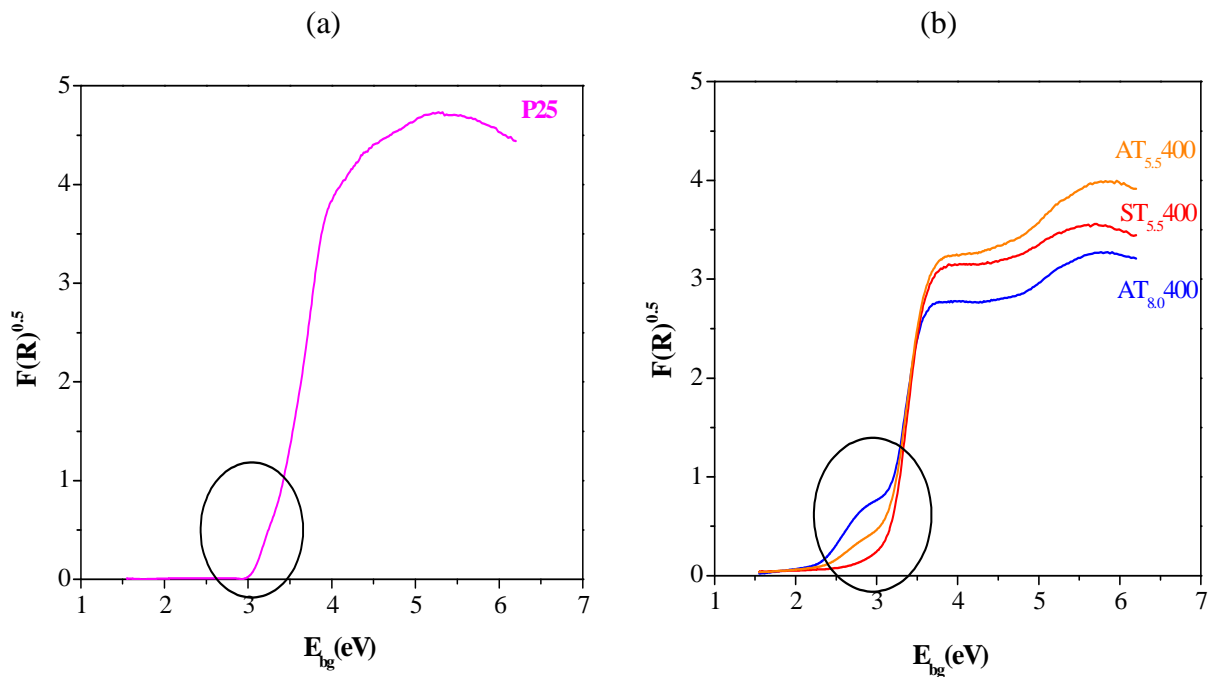 (a)
(b)
5
4
3
2
1
0
1 2 3 4 5 6 7
F(R)^0.5
E_bg(eV)
P25
5
4
3
2
1
0
1 2 3 4 5 6 7
F(R)^0.5
E_bg(eV)
AT_5.5400
ST_5.5400
AT_8.0400